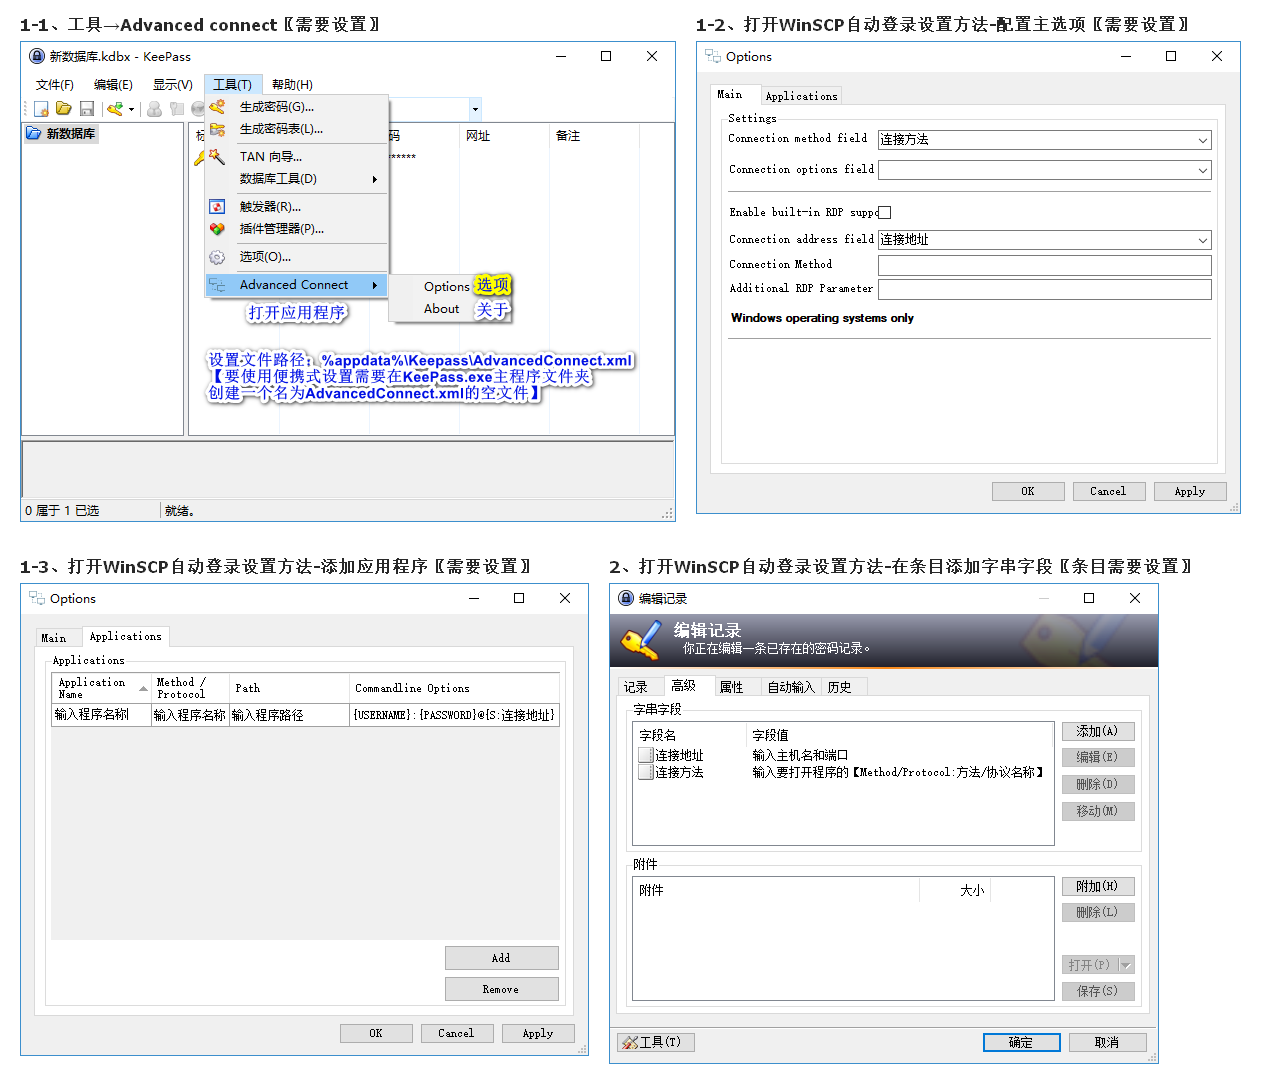 1-1、工具→Advanced connect〖需要设置〗
新数据库.kdbx - KeePass
文件(F) 编辑(E) 显示(V) 工具(T) 帮助(H)
新数据库
生成密码(G)...
生成密码表(L)...
TAN 向导...
数据库工具(D)
触发器(R)...
插件管理器(P)...
选项(O)...
Advanced Connect
码 网址 备注
******
Options 选项
About 关于
打开应用程序
设置文件路径：%appdata%\Keepass\AdvancedConnect.xml
【要使用便携式设置需要在KeePass.exe主程序文件夹
创建一个名为AdvancedConnect.xml的空文件】
0 属于 1 已选 就绪。
1-2、打开WinSCP自动登录设置方法-配置主选项〖需要设置〗
Options
Main Applications
Settings
Connection method field 连接方法
Connection options field
Enable built-in RDP suppo
Connection address field 连接地址
Connection Method
Additional RDP Parameter
Windows operating systems only
OK Cancel Apply
1-3、打开WinSCP自动登录设置方法-添加应用程序〖需要设置〗
Options
Main Applications
Applications
Application Name Method / Protocol Path Commandline Options
输入程序名称 输入程序名称 输入程序路径 {USERNAME}:{PASSWORD}@{S:连接地址}
Add
Remove
OK Cancel Apply
2、打开WinSCP自动登录设置方法-在条目添加字串字段〖条目需要设置〗
编辑记录
编辑记录
你正在编辑一条已存在的密码记录。
记录 高级 属性 自动输入 历史
字串字段
字段名 字段值
连接地址 输入主机名和端口
连接方法 输入要打开程序的【Method/Protocol:方法/协议名称】
添加(A)
编辑(E)
删除(D)
移动(M)
附件
附件 大小
附加(H)
删除(L)
打开(P)
保存(S)
工具(T) 确定 取消